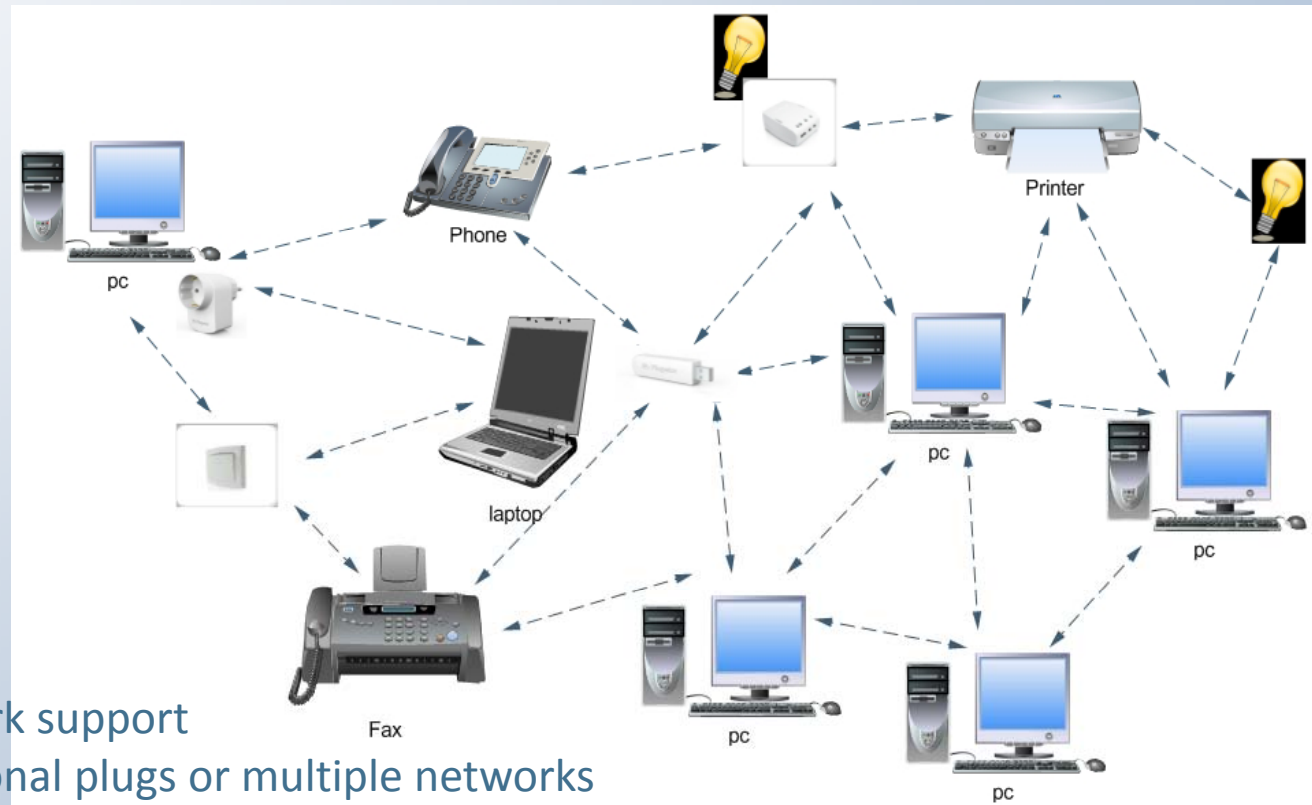 Printer
Phone
pc
pc
laptop
pc
rk support
Fax
pc
onal plugs or multiple networks
pc